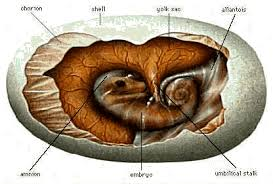 chorion
shell
yolk sac
allantois
amnion
embryo
umbilical stalk